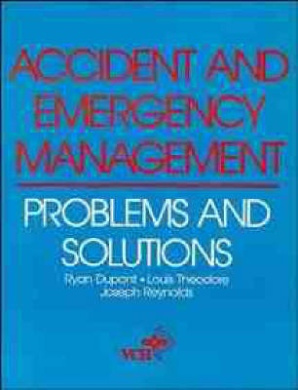 ACCIDENT AND
EMERGENCY
MANAGEMENT
PROBLEMS AND
SOLUTIONS
Ryan Dupont • Louis Theodore
Joseph Reynolds
VCH